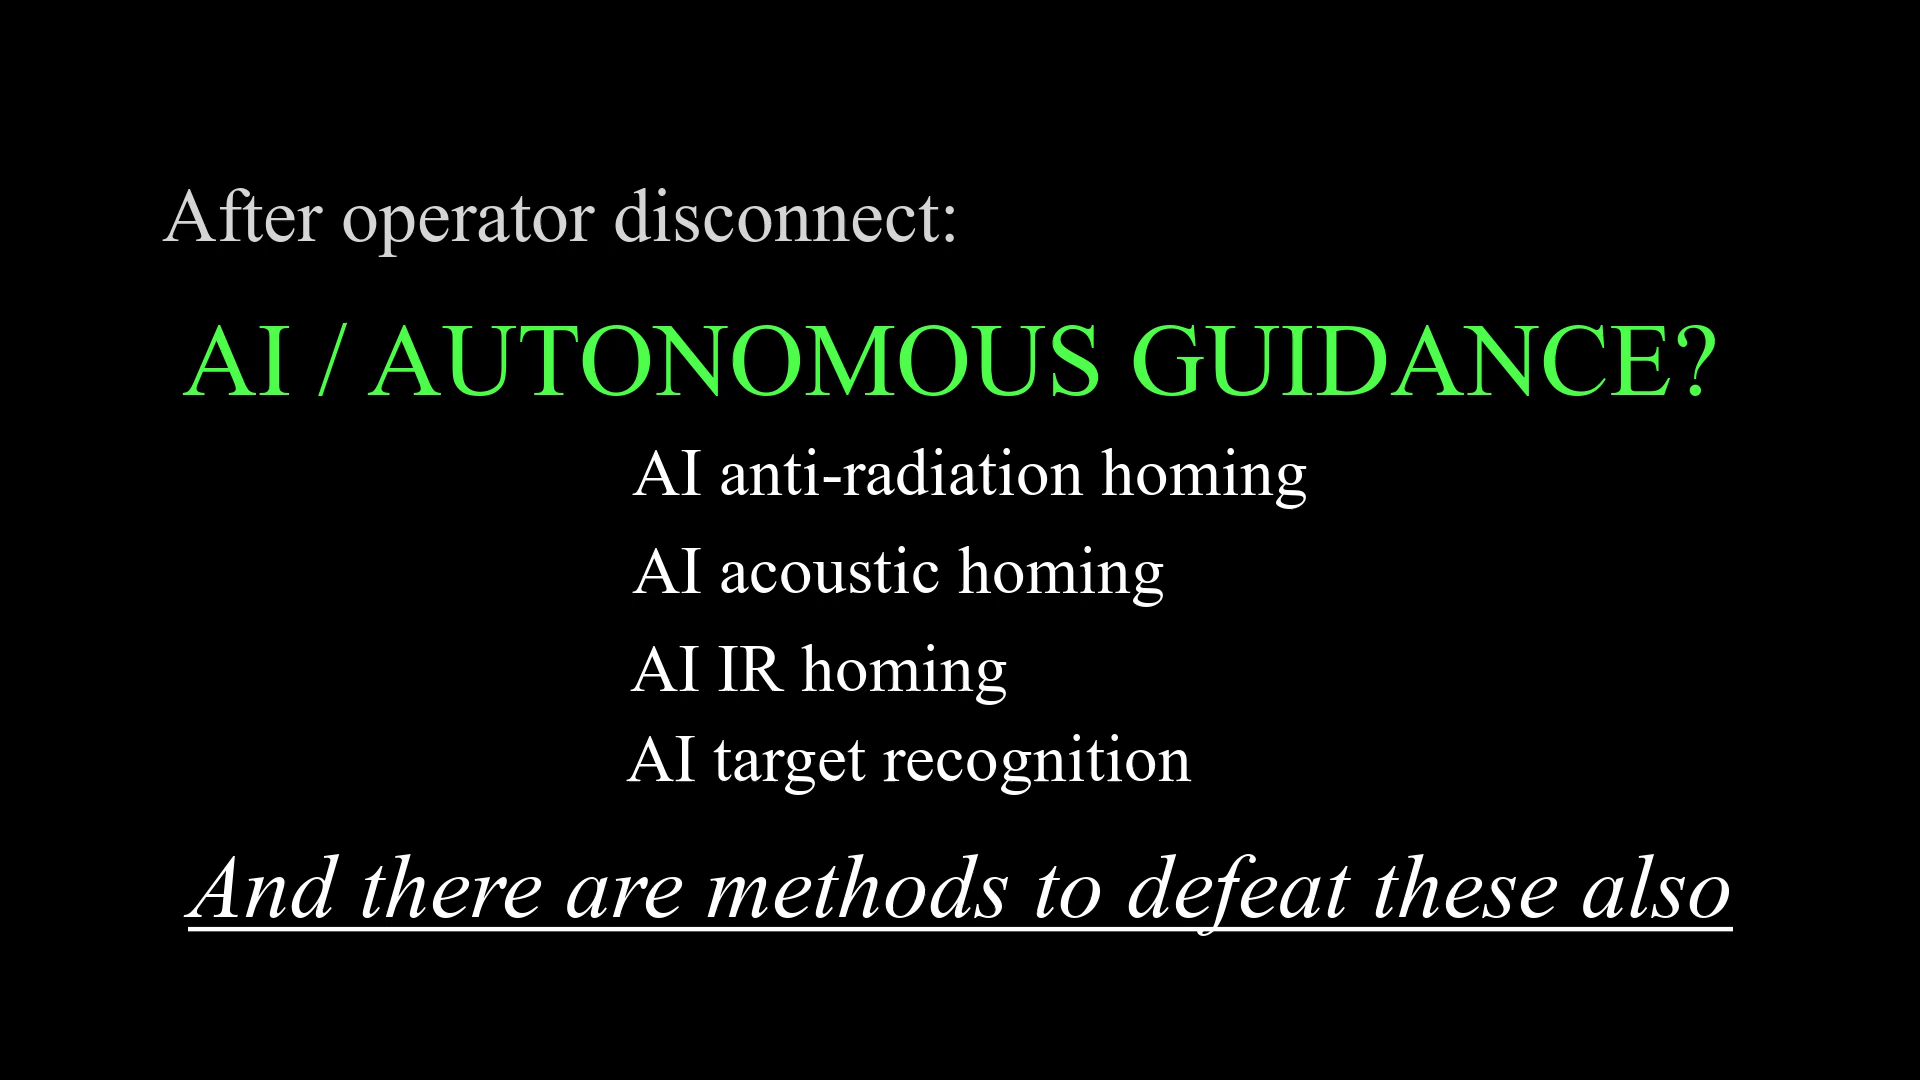 After operator disconnect:
AI / AUTONOMOUS GUIDANCE?
AI anti-radiation homing
AI acoustic homing
AI IR homing
AI target recognition
And there are methods to defeat these also